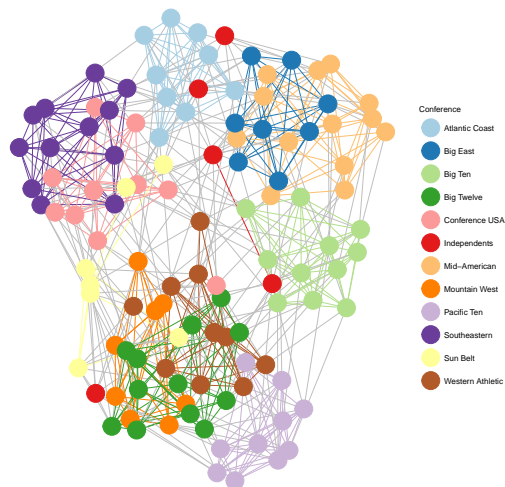 Conference
Atlantic Coast
Big East
Big Ten
Big Twelve
Conference USA
Independents
Mid−American
Mountain West
Pacific Ten
Southeastern
Sun Belt
Western Athletic